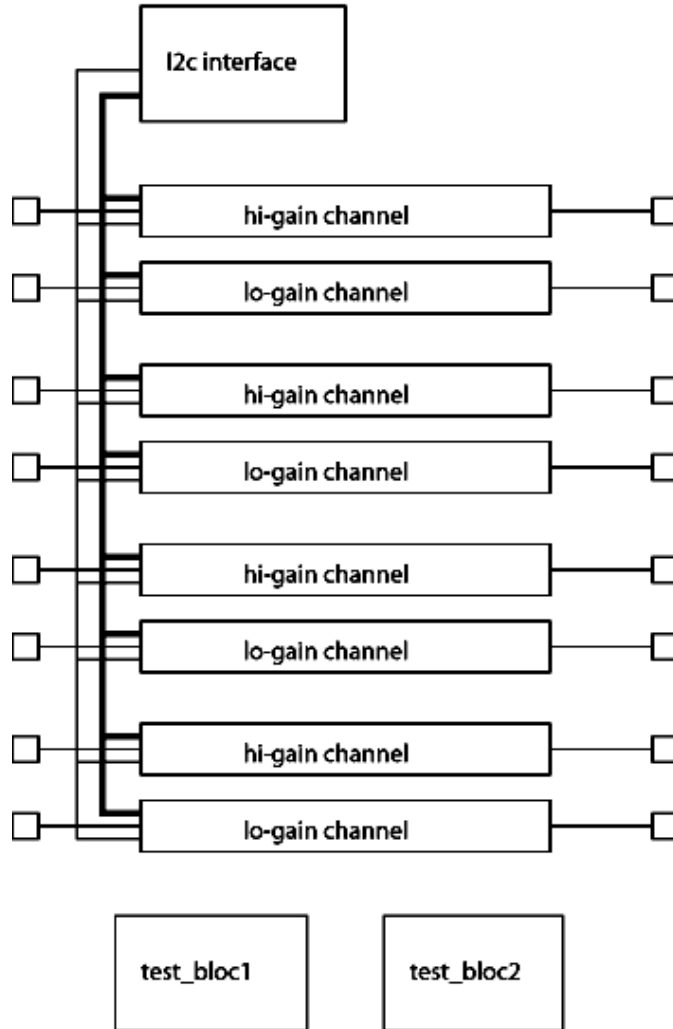 I2c interface
hi-gain channel
lo-gain channel
hi-gain channel
lo-gain channel
hi-gain channel
lo-gain channel
hi-gain channel
lo-gain channel
test_bloc1
test_bloc2